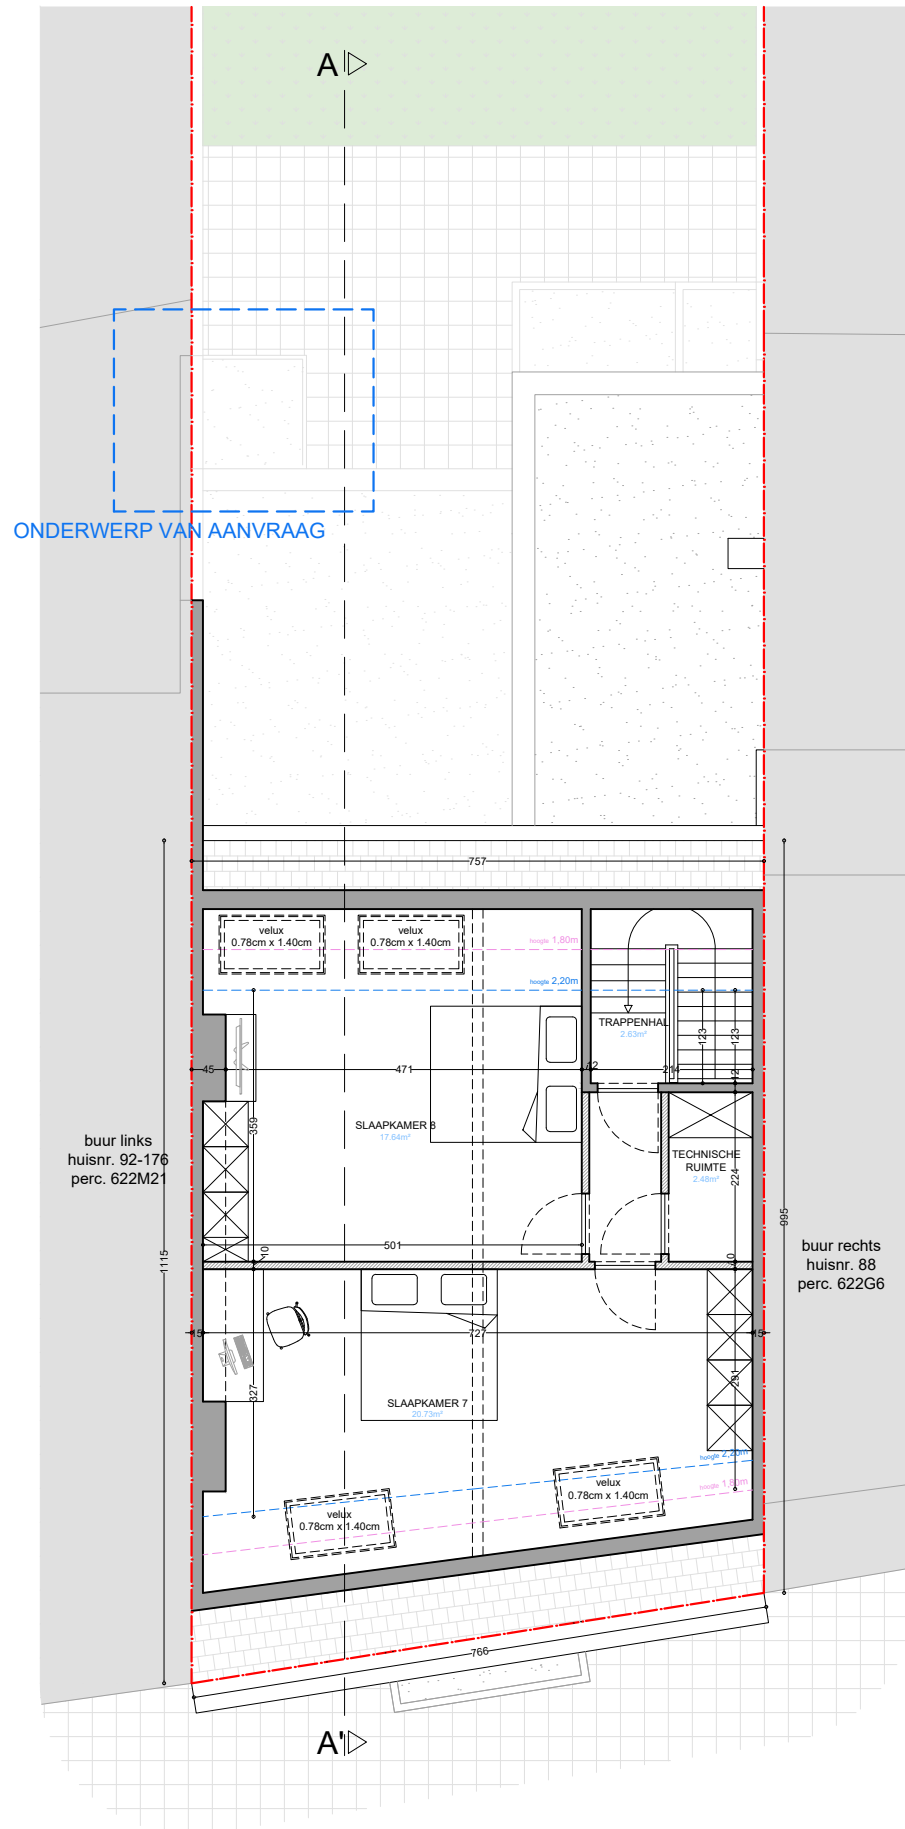 A
ONDERWERP VAN AANVRAAG
757
velux
0.78cm x 1.40cm
velux
0.78cm x 1.40cm
hoogte 1,80m
hoogte 2,20m
TRAPPENHAL
2.63m²
123
123
45
471
12
214
12
359
SLAAPKAMER 8
17.64m²
buur links
huisnr. 92-176
perc. 622M21
TECHNISCHE
RUIMTE
2.48m²
224
995
1115
501
10
10
buur rechts
huisnr. 88
perc. 622G6
15
727
15
291
327
SLAAPKAMER 7
20.73m²
hoogte 2,20m
hoogte 1,80m
velux
0.78cm x 1.40cm
velux
0.78cm x 1.40cm
766
A'